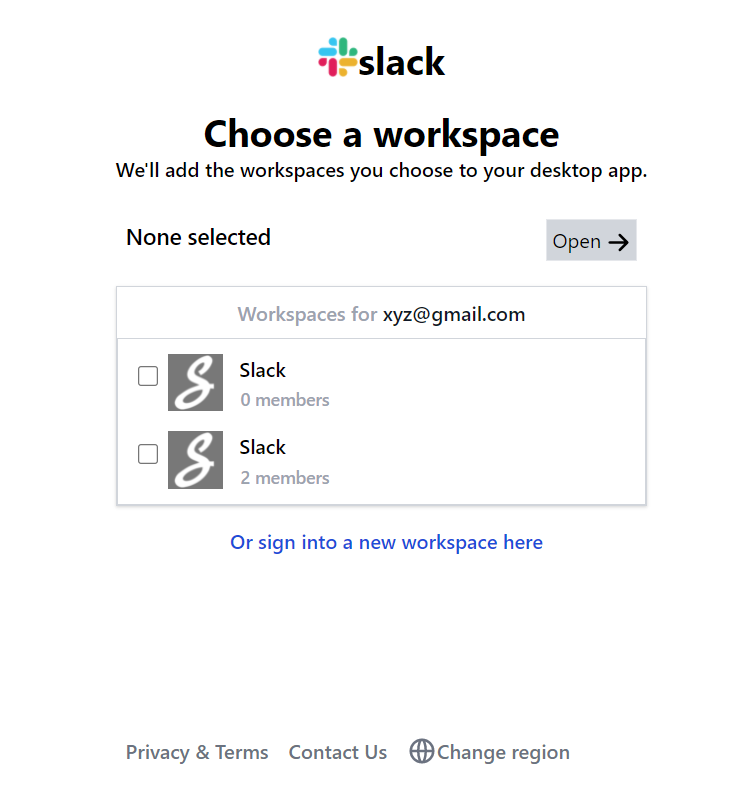 slack
Choose a workspace
We'll add the workspaces you choose to your desktop app.
None selected
Open
Workspaces for xyz@gmail.com
S
Slack
0 members
S
Slack
2 members
Or sign into a new workspace here
Privacy & Terms Contact Us Change region